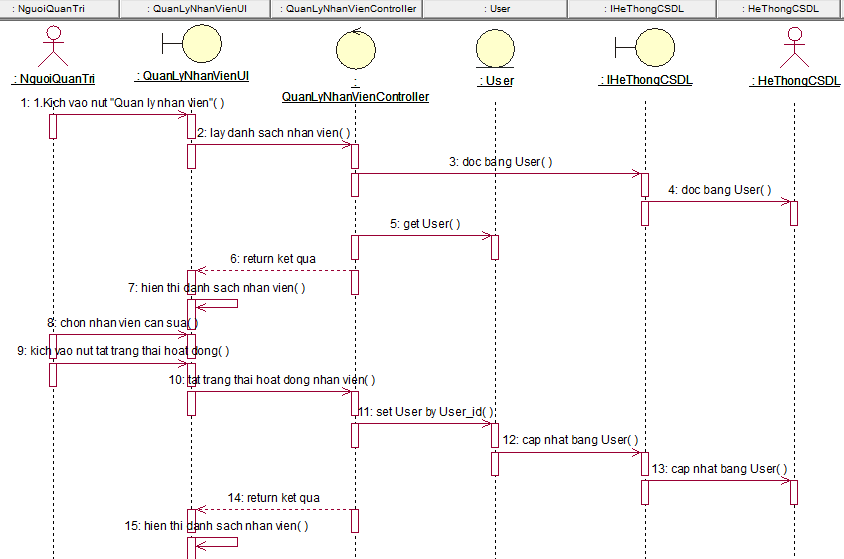 : NguoiQuanTri
: QuanLyNhanVienUI
: QuanLyNhanVienController
: User
: IHeThongCSDL
: HeThongCSDL
: NguoiQuanTri
: QuanLyNhanVienUI
:
QuanLyNhanVienController
: User
: IHeThongCSDL
: HeThongCSDL
1: 1.Kich vao nut "Quan ly nhan vien"( )
2: lay danh sach nhan vien( )
3: doc bang User( )
4: doc bang User( )
5: get User( )
6: return ket qua
7: hien thi danh sach nhan vien( )
8: chon nhan vien can sua( )
9: kich vao nut tat trang thai hoat dong( )
10: tat trang thai hoat dong nhan vien( )
11: set User by User_id( )
12: cap nhat bang User( )
13: cap nhat bang User( )
14: return ket qua
15: hien thi danh sach nhan vien( )